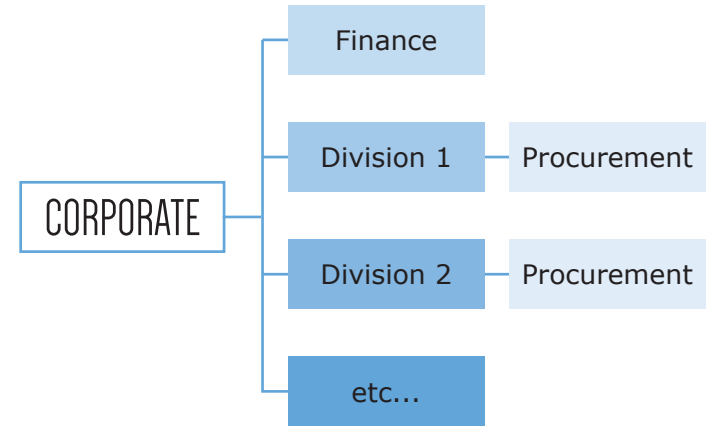 Finance
Division 1
Procurement
CORPORATE
Division 2
Procurement
etc...